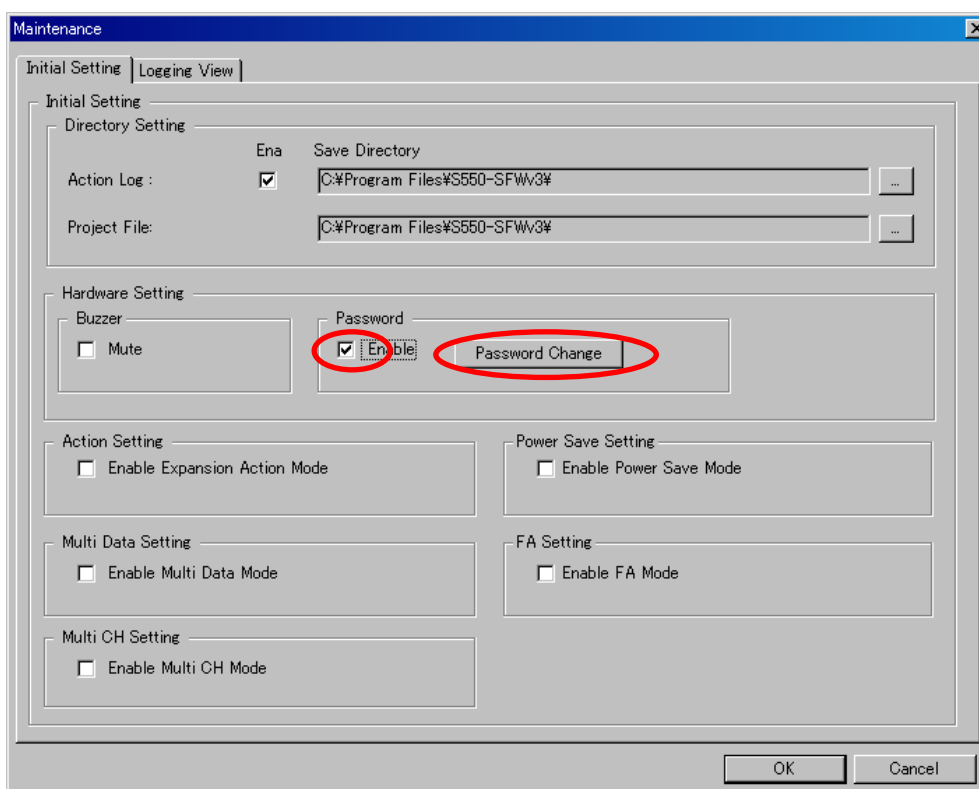 Maintenance
Initial Setting Logging View
Initial Setting
Directory Setting
Ena Save Directory
Action Log : C:¥Program Files¥S550-SFWv3¥ ...
Project File: C:¥Program Files¥S550-SFWv3¥ ...
Hardware Setting
Buzzer Password
Mute Enable Password Change
Action Setting Power Save Setting
Enable Expansion Action Mode Enable Power Save Mode
Multi Data Setting FA Setting
Enable Multi Data Mode Enable FA Mode
Multi CH Setting
Enable Multi CH Mode
OK Cancel